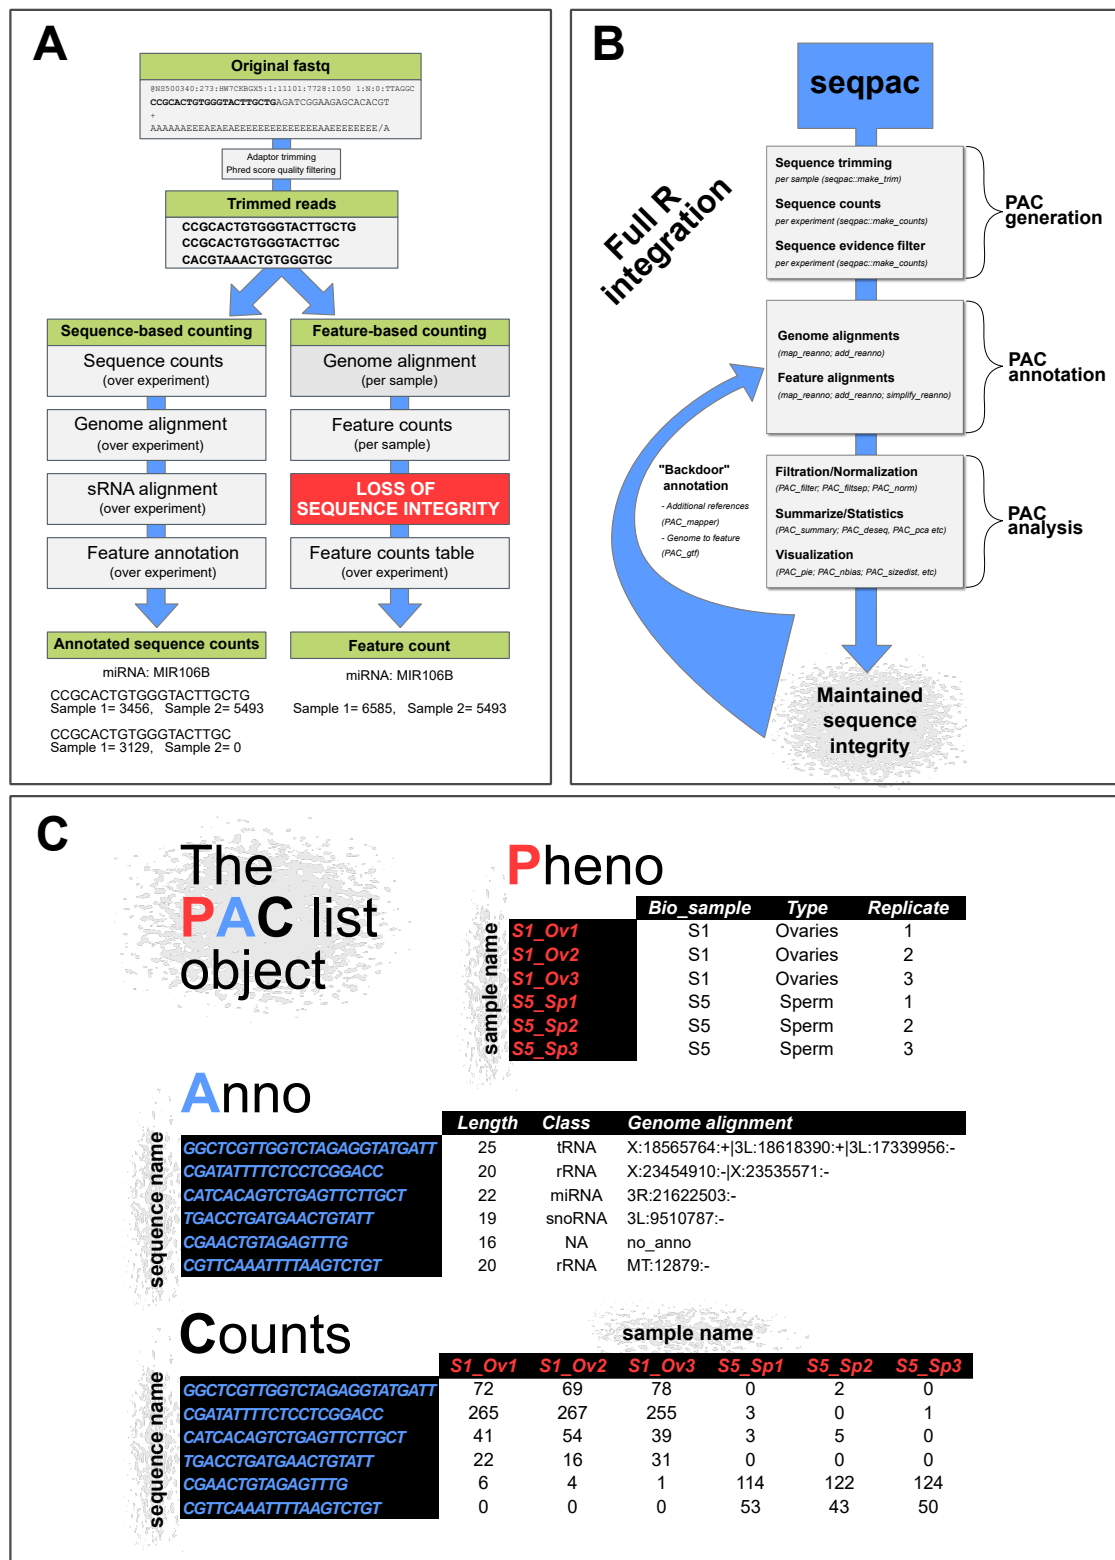 A
Original fastq
@NS500340:273:HW7CKBGX5:1:11101:7728:1050 1:N:0:TTAGGC
CCGCACTGTGGGTACTTGCTGAGATCGGAAGAGCACACGT
+
AAAAAAEEEAEAEAEEEEEEEEEEEEEEEAAEEEEEEEE/A
Adaptor trimming
Phred score quality filtering
Trimmed reads
CCGCACTGTGGGTACTTGCTG
CCGCACTGTGGGTACTTGC
CACGTAAACTGTGGGTGC
Sequence-based counting
Sequence counts
(over experiment)
Genome alignment
(over experiment)
sRNA alignment
(over experiment)
Feature annotation
(over experiment)
Annotated sequence counts
miRNA: MIR106B
CCGCACTGTGGGTACTTGCTG
Sample 1= 3456, Sample 2= 5493
CCGCACTGTGGGTACTTGC
Sample 1= 3129, Sample 2= 0
Feature-based counting
Genome alignment
(per sample)
Feature counts
(per sample)
LOSS OF
SEQUENCE INTEGRITY
Feature counts table
(over experiment)
Feature count
miRNA: MIR106B
Sample 1= 6585, Sample 2= 5493
B
seqpac
Full R
integration
Sequence trimming
per sample (seqpac::make_trim)
Sequence counts
per experiment (seqpac::make_counts)
Sequence evidence filter
per experiment (seqpac::make_counts)
PAC
generation
Genome alignments
(map_reanno; add_reanno)
Feature alignments
(map_reanno; add_reanno; simplify_reanno)
PAC
annotation
"Backdoor"
annotation
- Additional references
(PAC_mapper)
- Genome to feature
(PAC_gtf)
Filtration/Normalization
(PAC_filter; PAC_filtsep; PAC_norm)
Summarize/Statistics
(PAC_summary; PAC_deseq, PAC_pca etc)
Visualization
(PAC_pie; PAC_nbias; PAC_sizedist, etc)
PAC
analysis
Maintained
sequence
integrity
C
The
PAC list
object
Pheno
sample name
Bio_sample Type Replicate
S1_Ov1 S1 Ovaries 1
S1_Ov2 S1 Ovaries 2
S1_Ov3 S1 Ovaries 3
S5_Sp1 S5 Sperm 1
S5_Sp2 S5 Sperm 2
S5_Sp3 S5 Sperm 3
Anno
sequence name
Length Class Genome alignment
GGCTCGTTGGTCTAGAGGTATGATT 25 tRNA X:18565764:+|3L:18618390:+|3L:17339956:-
CGATATTTTCTCCTCGGACC 20 rRNA X:23454910:-|X:23535571:-
CATCACAGTCTGAGTTCTTGCT 22 miRNA 3R:21622503:-
TGACCTGATGAACTGTATT 19 snoRNA 3L:9510787:-
CGAACTGTAGAGTTTG 16 NA no_anno
CGTTCAAATTTTAAGTCTGT 20 rRNA MT:12879:-
Counts
sample name
sequence name
S1_Ov1 S1_Ov2 S1_Ov3 S5_Sp1 S5_Sp2 S5_Sp3
GGCTCGTTGGTCTAGAGGTATGATT 72 69 78 0 2 0
CGATATTTTCTCCTCGGACC 265 267 255 3 0 1
CATCACAGTCTGAGTTCTTGCT 41 54 39 3 5 0
TGACCTGATGAACTGTATT 22 16 31 0 0 0
CGAACTGTAGAGTTTG 6 4 1 114 122 124
CGTTCAAATTTTAAGTCTGT 0 0 0 53 43 50